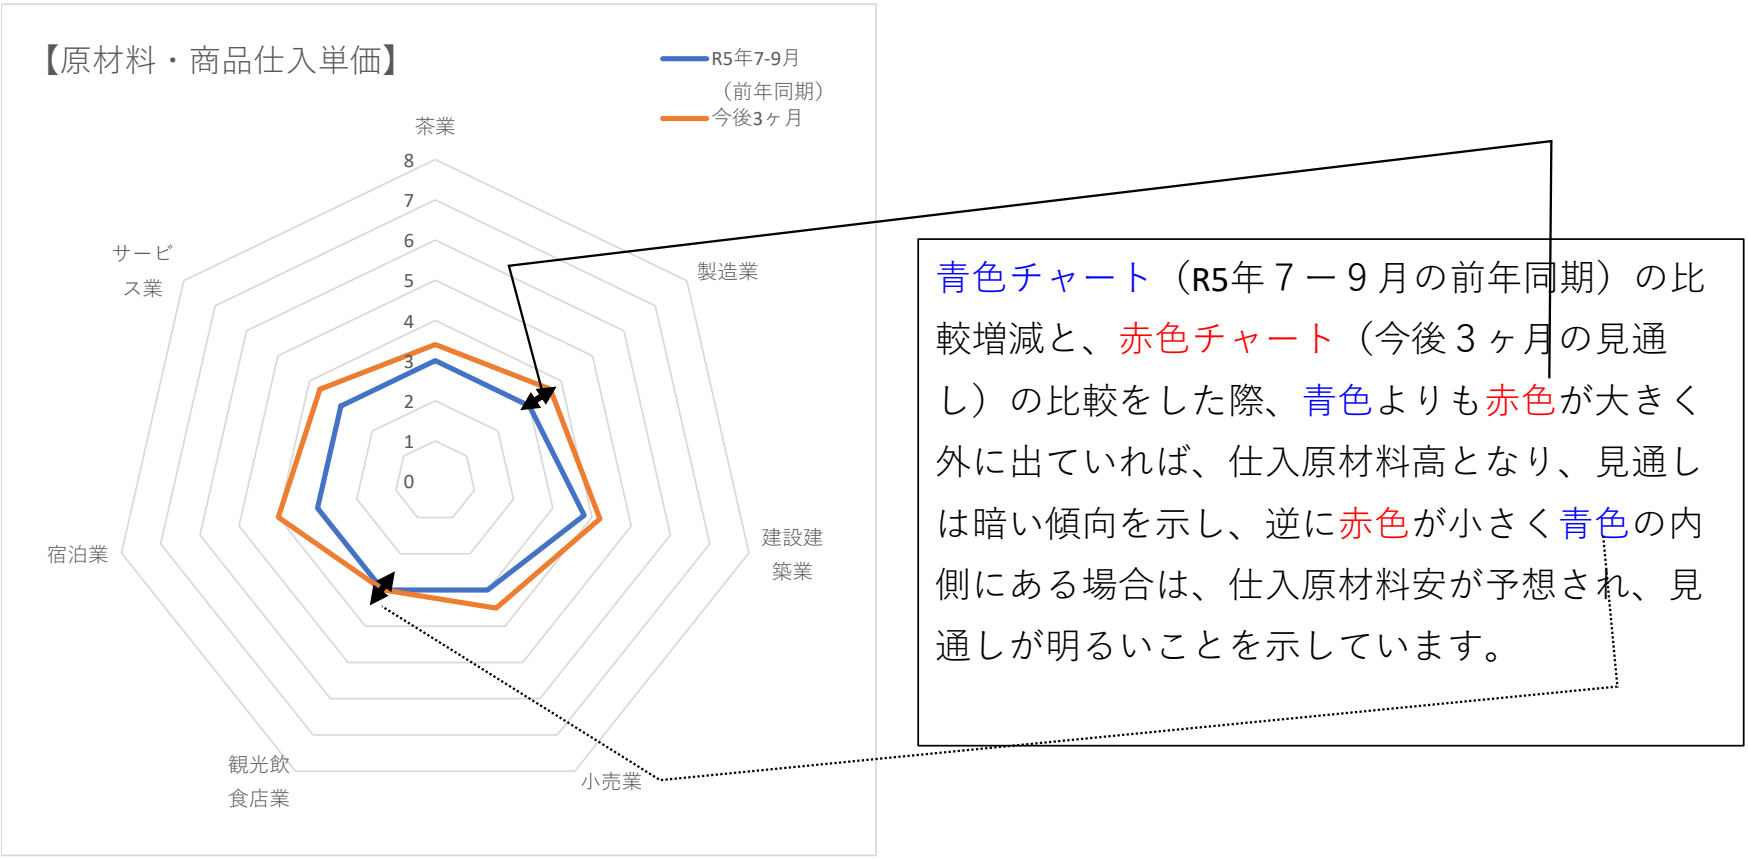 【原材料・商品仕入単価】
R5年7-9月
（前年同期）
今後3ヶ月
茶業
8
7
6
5
4
3
2
1
0
製造業
建設建
築業
小売業
観光飲
食店業
宿泊業
サービ
ス業
青色チャート（R5年７ー９月の前年同期）の比
較増減と、赤色チャート（今後３ヶ月の見通
し）の比較をした際、青色よりも赤色が大きく
外に出ていれば、仕入原材料高となり、見通し
は暗い傾向を示し、逆に赤色が小さく青色の内
側にある場合は、仕入原材料安が予想され、見
通しが明るいことを示しています。